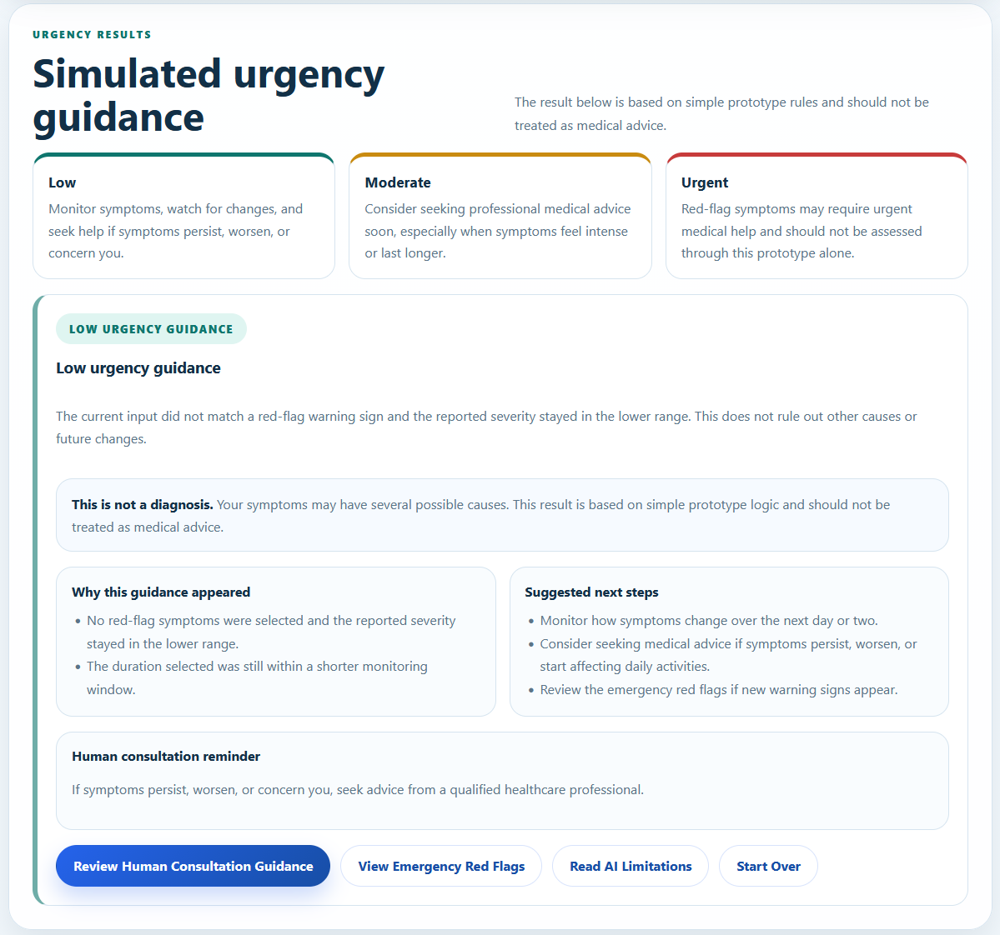 URGENCY RESULTS
Simulated urgency
guidance
The result below is based on simple prototype rules and should not be
treated as medical advice.
Low
Monitor symptoms, watch for changes, and
seek help if symptoms persist, worsen, or
concern you.
Moderate
Consider seeking professional medical advice
soon, especially when symptoms feel intense
or last longer.
Urgent
Red-flag symptoms may require urgent
medical help and should not be assessed
through this prototype alone.
LOW URGENCY GUIDANCE
Low urgency guidance
The current input did not match a red-flag warning sign and the reported severity stayed in the lower range. This does not rule out other causes or
future changes.
This is not a diagnosis. Your symptoms may have several possible causes. This result is based on simple prototype logic and should not be
treated as medical advice.
Why this guidance appeared
• No red-flag symptoms were selected and the reported severity
stayed in the lower range.
• The duration selected was still within a shorter monitoring
window.
Suggested next steps
• Monitor how symptoms change over the next day or two.
• Consider seeking medical advice if symptoms persist, worsen, or
start affecting daily activities.
• Review the emergency red flags if new warning signs appear.
Human consultation reminder
If symptoms persist, worsen, or concern you, seek advice from a qualified healthcare professional.
Review Human Consultation Guidance
View Emergency Red Flags
Read AI Limitations
Start Over